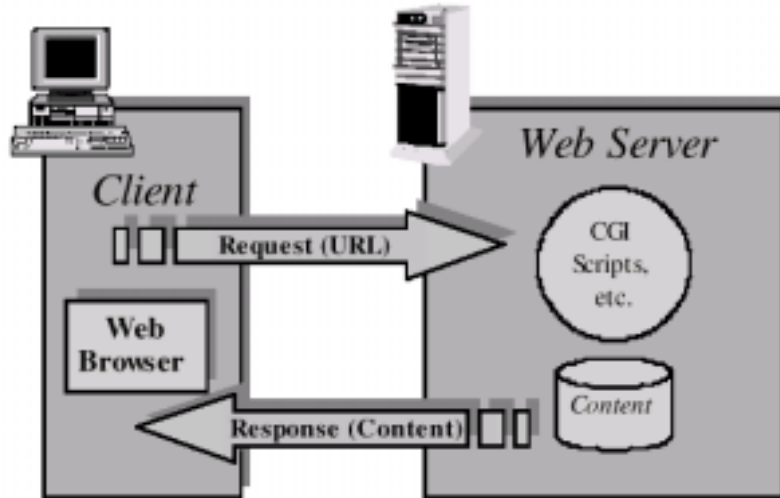 Web Server
Client
CGI
Scripts,
etc.
Request (URL)
Web
Browser
Content
Response (Content)